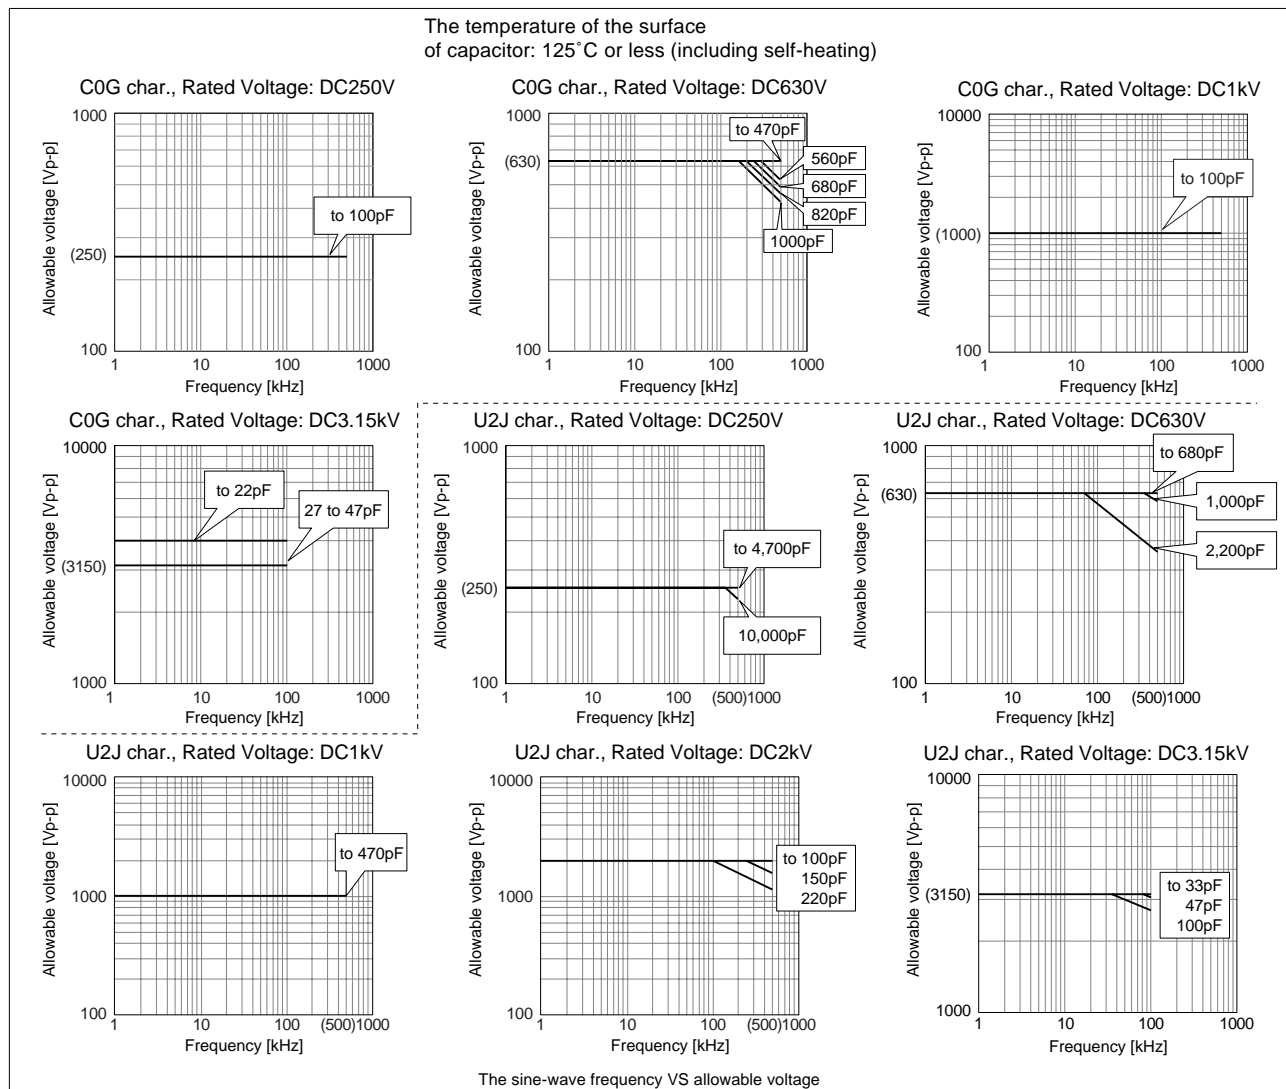 The temperature of the surface
of capacitor: 125˚C or less (including self-heating)
C0G char., Rated Voltage: DC250V
Allowable voltage [Vp-p]
1000
(250)
100
to 100pF
1 10 100 1000
Frequency [kHz]
C0G char., Rated Voltage: DC630V
Allowable voltage [Vp-p]
1000
(630)
100
to 470pF
560pF
680pF
820pF
1000pF
1 10 100 1000
Frequency [kHz]
C0G char., Rated Voltage: DC1kV
Allowable voltage [Vp-p]
10000
(1000)
100
to 100pF
1 10 100 1000
Frequency [kHz]
C0G char., Rated Voltage: DC3.15kV
Allowable voltage [Vp-p]
10000
(3150)
1000
to 22pF
27 to 47pF
1 10 100 1000
Frequency [kHz]
U2J char., Rated Voltage: DC250V
Allowable voltage [Vp-p]
1000
(250)
100
to 4,700pF
10,000pF
1 10 100 (500)1000
Frequency [kHz]
U2J char., Rated Voltage: DC630V
Allowable voltage [Vp-p]
1000
(630)
100
to 680pF
1,000pF
2,200pF
1 10 100 (500)1000
Frequency [kHz]
U2J char., Rated Voltage: DC1kV
Allowable voltage [Vp-p]
10000
1000
100
to 470pF
1 10 100 (500)1000
Frequency [kHz]
U2J char., Rated Voltage: DC2kV
Allowable voltage [Vp-p]
10000
1000
100
to 100pF
150pF
220pF
1 10 100 (500)1000
Frequency [kHz]
U2J char., Rated Voltage: DC3.15kV
Allowable voltage [Vp-p]
10000
(3150)
1000
to 33pF
47pF
100pF
1 10 100 1000
Frequency [kHz]
The sine-wave frequency VS allowable voltage